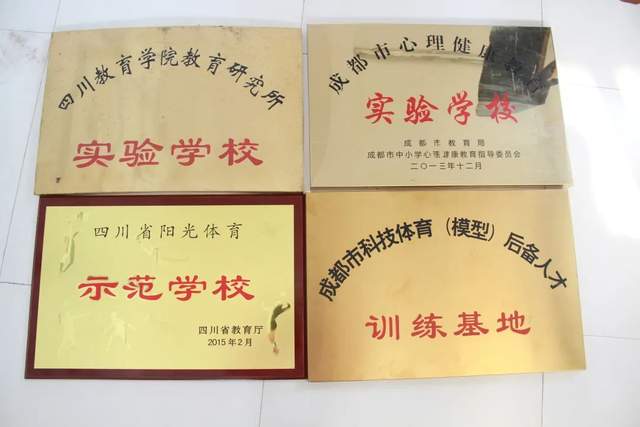 四川教育学院教育研究所
实验学校
成都市心理健康教育
实验学校
成都市教育局
成都市中小学心理健康教育指导委员会
二〇一三年十二月
四川省阳光体育
示范学校
四川省教育厅
2015年2月
成都市科技体育（模型）后备人才
训练基地